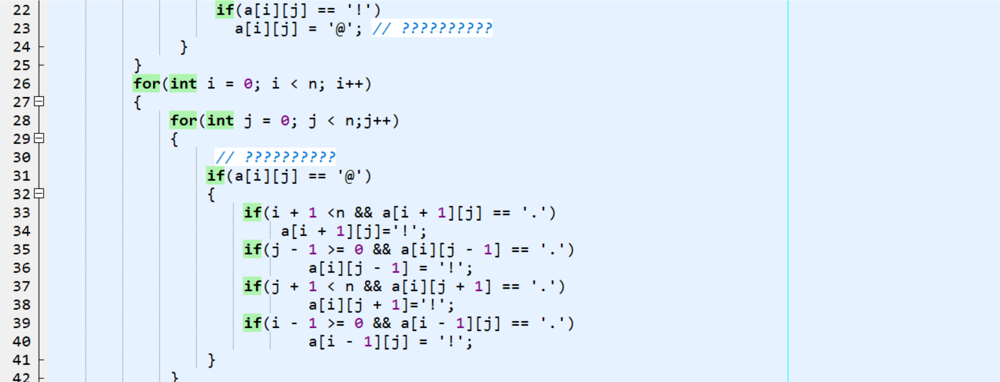 22 if(a[i][j] == '!')
23 a[i][j] = '@'; // ??????????
24 }
25 }
26 for(int i = 0; i < n; i++)
27 {
28 for(int j = 0; j < n;j++)
29 {
30 // ??????????
31 if(a[i][j] == '@')
32 {
33 if(i + 1 <n && a[i + 1][j] == '.')
34 a[i + 1][j]='!';
35 if(j - 1 >= 0 && a[i][j - 1] == '.')
36 a[i][j - 1] = '!';
37 if(j + 1 < n && a[i][j + 1] == '.')
38 a[i][j + 1]='!';
39 if(i - 1 >= 0 && a[i - 1][j] == '.')
40 a[i - 1][j] = '!';
41 }
42 }